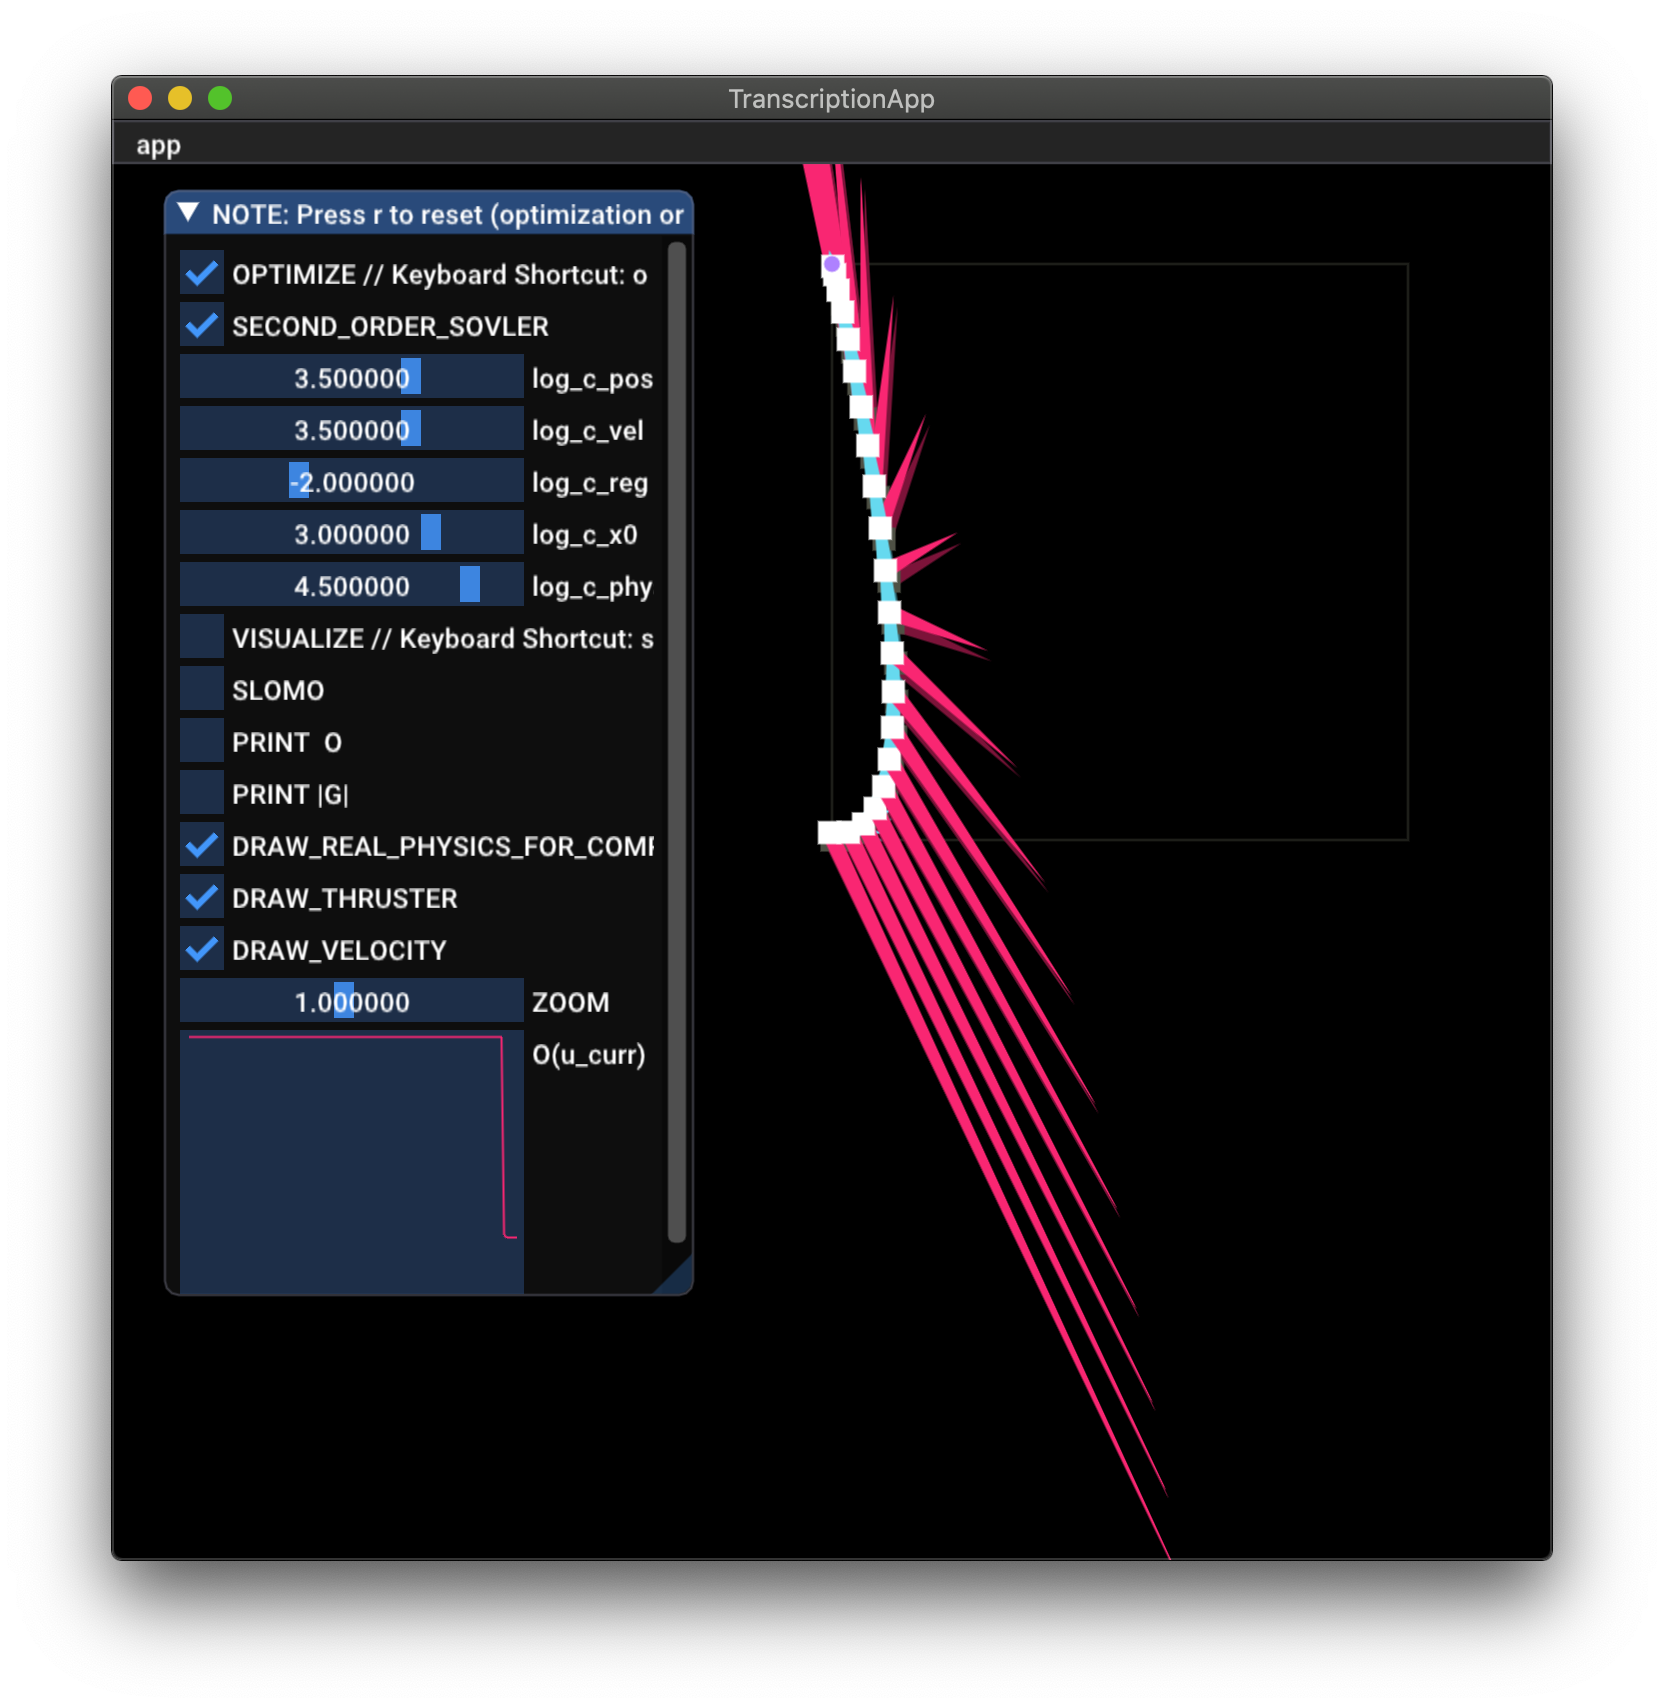 TranscriptionApp
app
NOTE: Press r to reset (optimization or
OPTIMIZE // Keyboard Shortcut: o
SECOND_ORDER_SOVLER
3.500000 log_c_pos
3.500000 log_c_vel
-2.000000 log_c_reg
3.000000 log_c_x0
4.500000 log_c_phy
VISUALIZE // Keyboard Shortcut: s
SLOMO
PRINT O
PRINT |G|
DRAW_REAL_PHYSICS_FOR_COM
DRAW_THRUSTER
DRAW_VELOCITY
1.000000 ZOOM
O(u_curr)